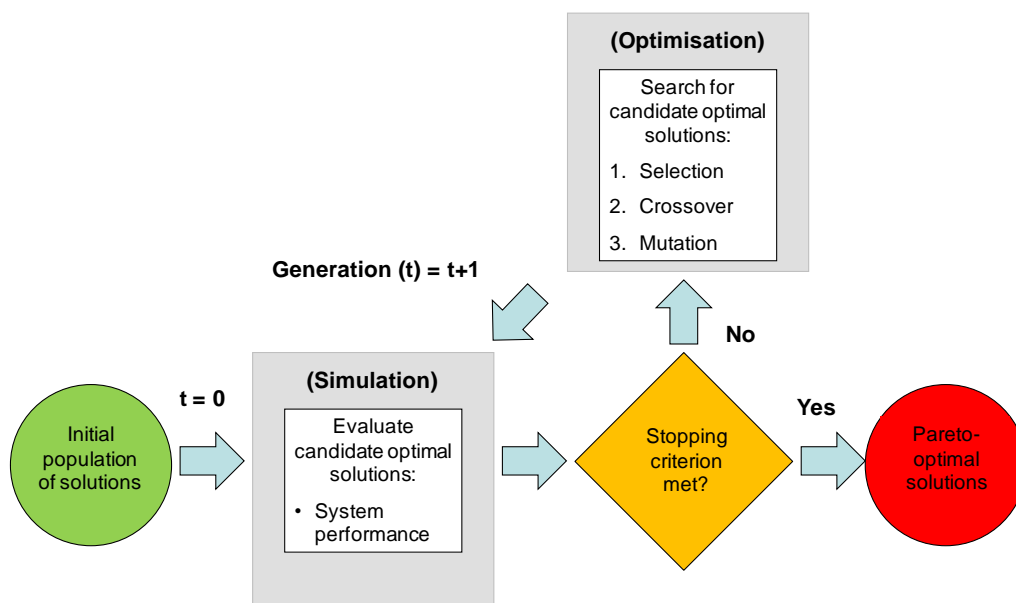 (Optimisation)
Search for
candidate optimal
solutions:
1. Selection
2. Crossover
3. Mutation
Generation (t) = t+1
No
t = 0
(Simulation)
Yes
Initial
population
of solutions
Evaluate
candidate optimal
solutions:
• System
performance
Stopping
criterion
met?
Pareto-
optimal
solutions